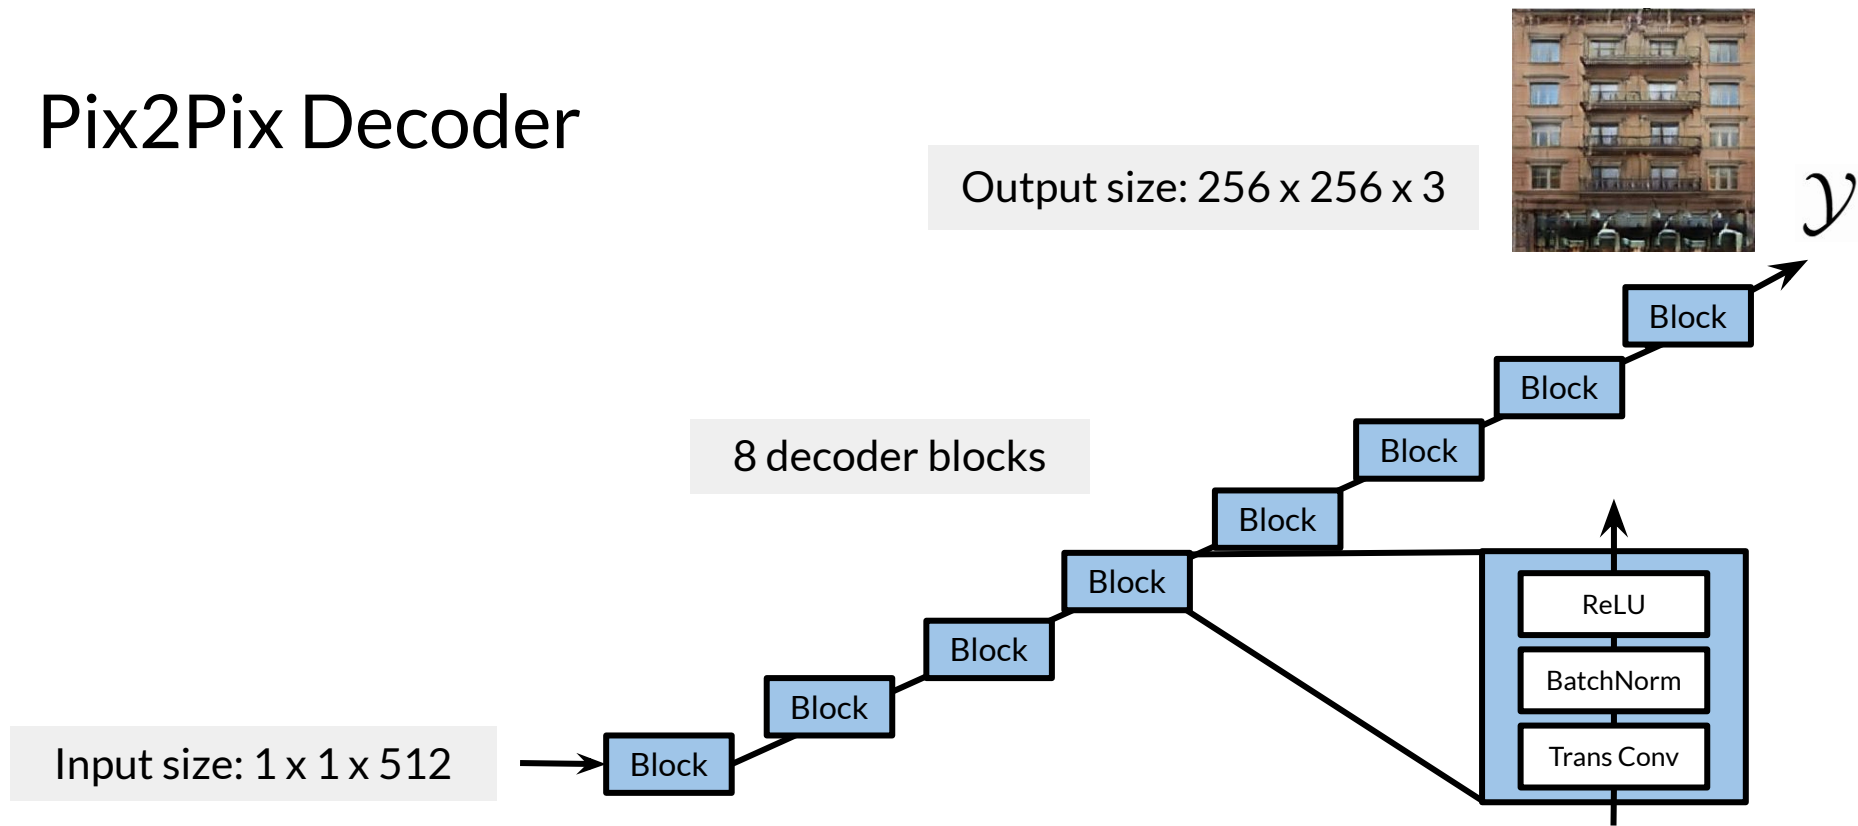 Pix2Pix Decoder
Output size: 256 x 256 x 3
y
Block
Block
Block
8 decoder blocks
Block
Block
Block
Block
Input size: 1 x 1 x 512
Block
ReLU
BatchNorm
Trans Conv